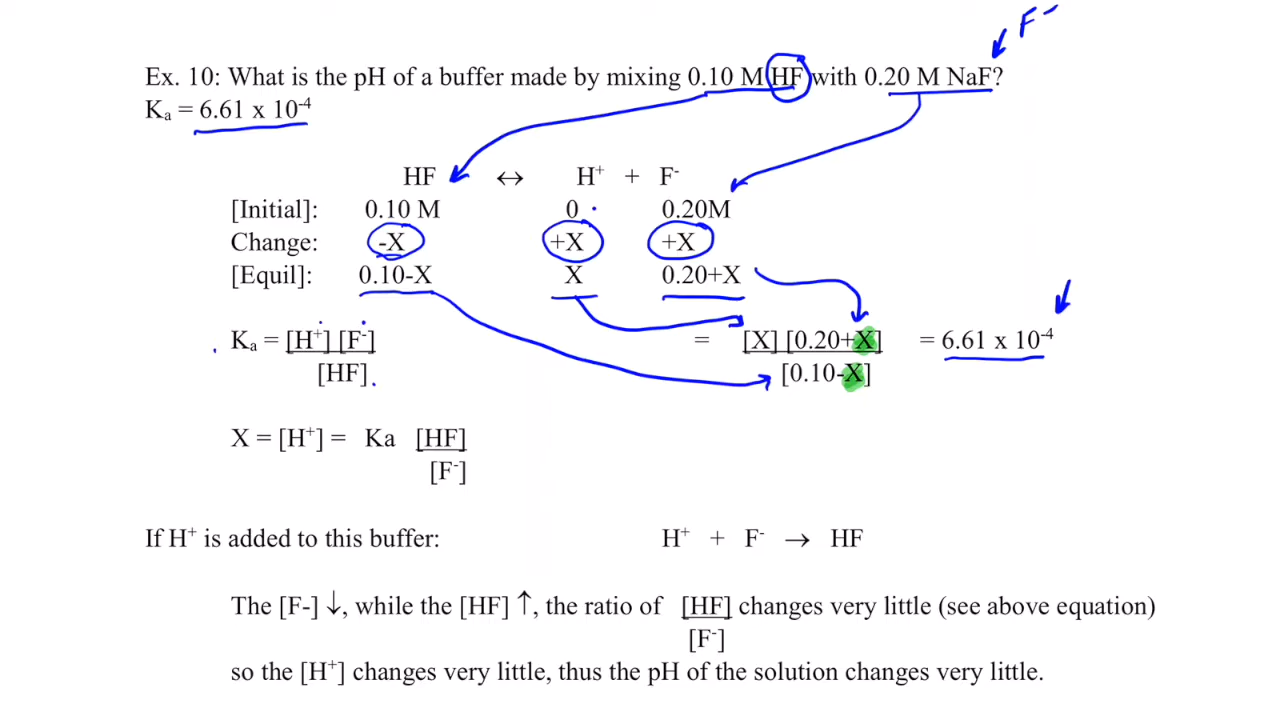 F⁻
Ex. 10: What is the pH of a buffer made by mixing 0.10 M HF with 0.20 M NaF?
Kₐ = 6.61 x 10⁻⁴
HF ↔ H⁺ + F⁻
[Initial]: 0.10 M 0 0.20M
Change: -X +X +X
[Equil]: 0.10-X X 0.20+X
Kₐ = [H⁺] [F⁻] = [X] [0.20+X] = 6.61 x 10⁻⁴
[HF] [0.10-X]
X = [H⁺] = Ka [HF]
[F⁻]
If H⁺ is added to this buffer: H⁺ + F⁻ → HF
The [F-] ↓, while the [HF] ↑, the ratio of [HF] changes very little (see above equation)
[F⁻]
so the [H⁺] changes very little, thus the pH of the solution changes very little.